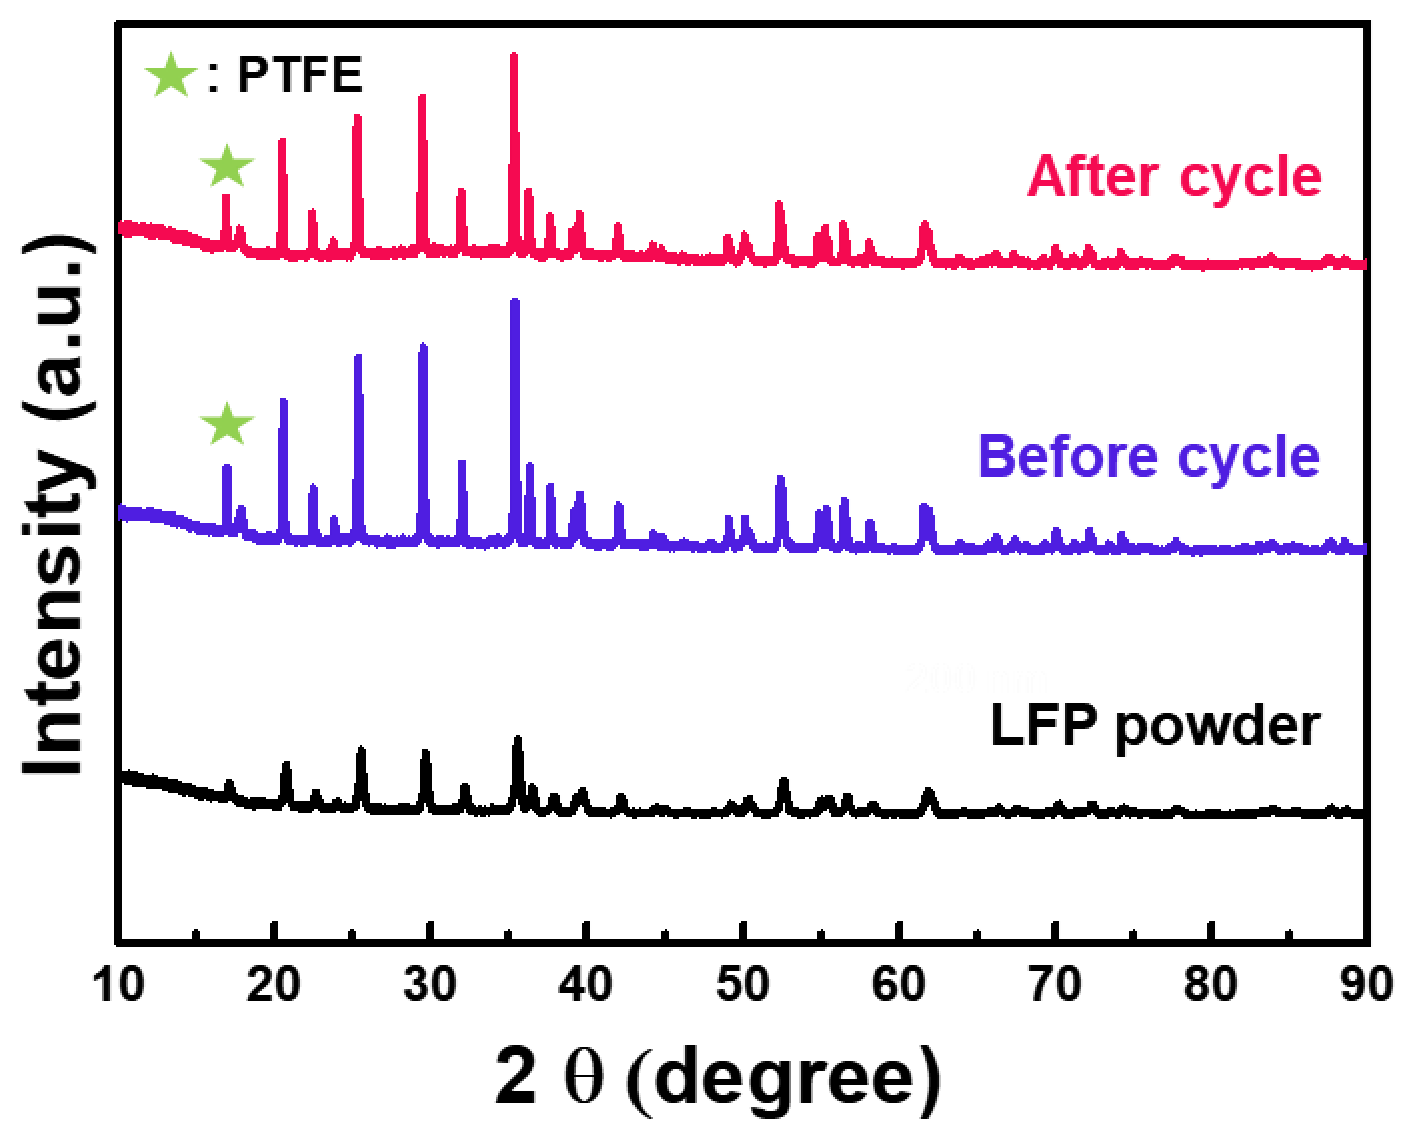 : PTFE
After cycle
Before cycle
LFP powder
Intensity (a.u.)
10 20 30 40 50 60 70 80 90
2 θ (degree)